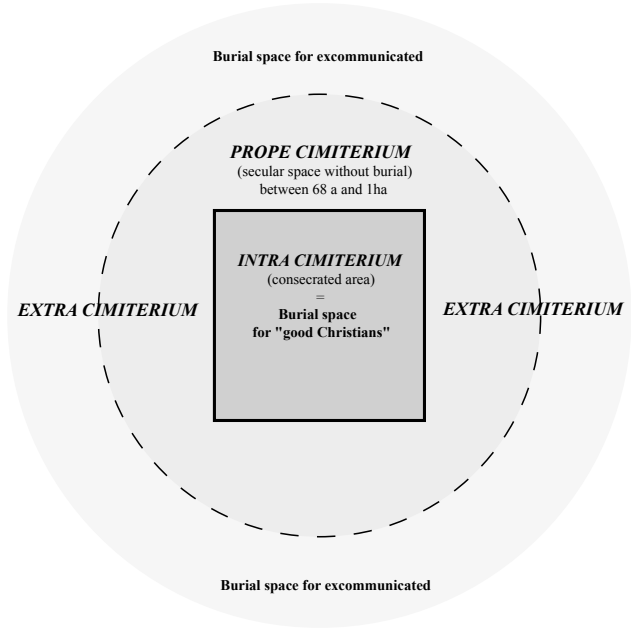 Burial space for excommunicated
PROPE CIMITERIUM
(secular space without burial)
between 68 a and 1ha
INTRA CIMITERIUM
(consecrated area)
=
Burial space
for "good Christians"
EXTRA CIMITERIUM
EXTRA CIMITERIUM
Burial space for excommunicated